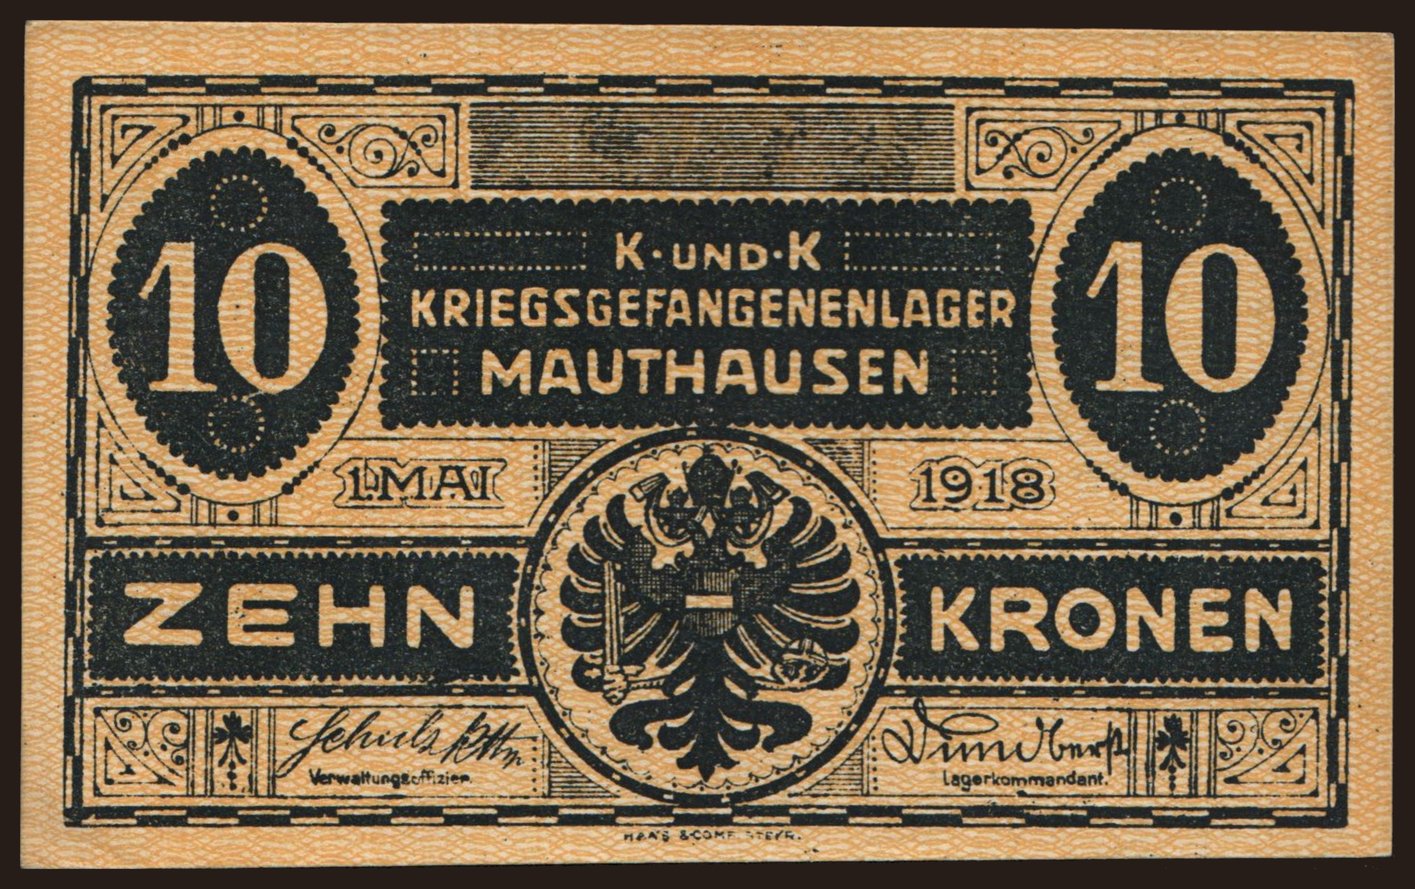 10
K·UND·K
KRIEGSGEFANGENENLAGER
MAUTHAUSEN
10
1.MAI 1918
ZEHN KRONEN
Verwaltungsoffizier.
Lagerkommandant.